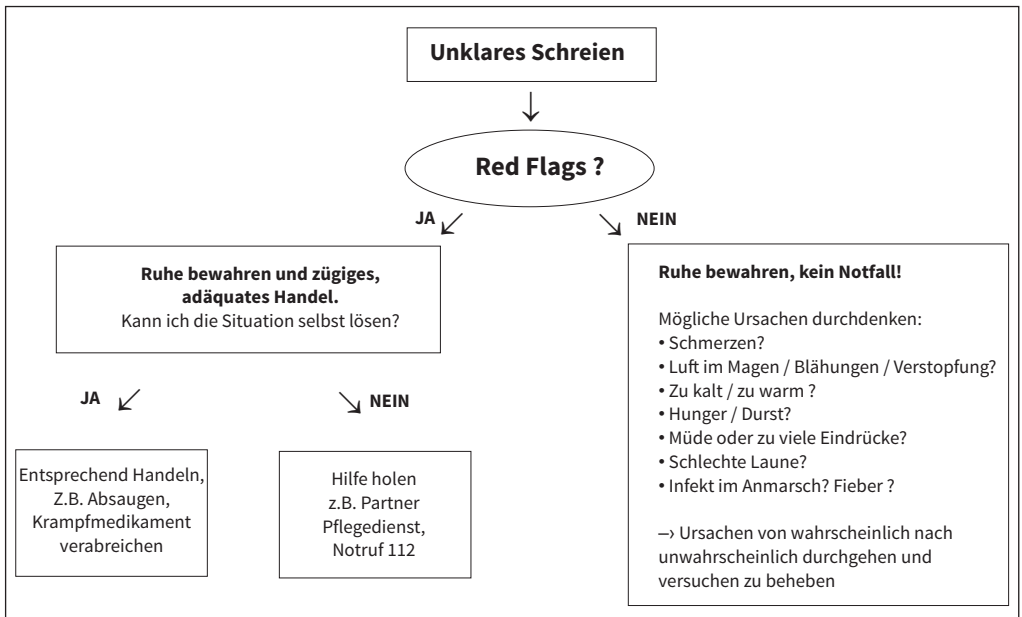 Unklares Schreien
Red Flags ?
JA
NEIN
Ruhe bewahren und zügiges,
adäquates Handel.
Kann ich die Situation selbst lösen?
JA
NEIN
Entsprechend Handeln,
Z.B. Absaugen,
Krampfmedikament
verabreichen
Hilfe holen
z.B. Partner
Pflegedienst,
Notruf 112
Ruhe bewahren, kein Notfall!
Mögliche Ursachen durchdenken:
• Schmerzen?
• Luft im Magen / Blähungen / Verstopfung?
• Zu kalt / zu warm ?
• Hunger / Durst?
• Müde oder zu viele Eindrücke?
• Schlechte Laune?
• Infekt im Anmarsch? Fieber ?
—› Ursachen von wahrscheinlich nach
unwahrscheinlich durchgehen und
versuchen zu beheben